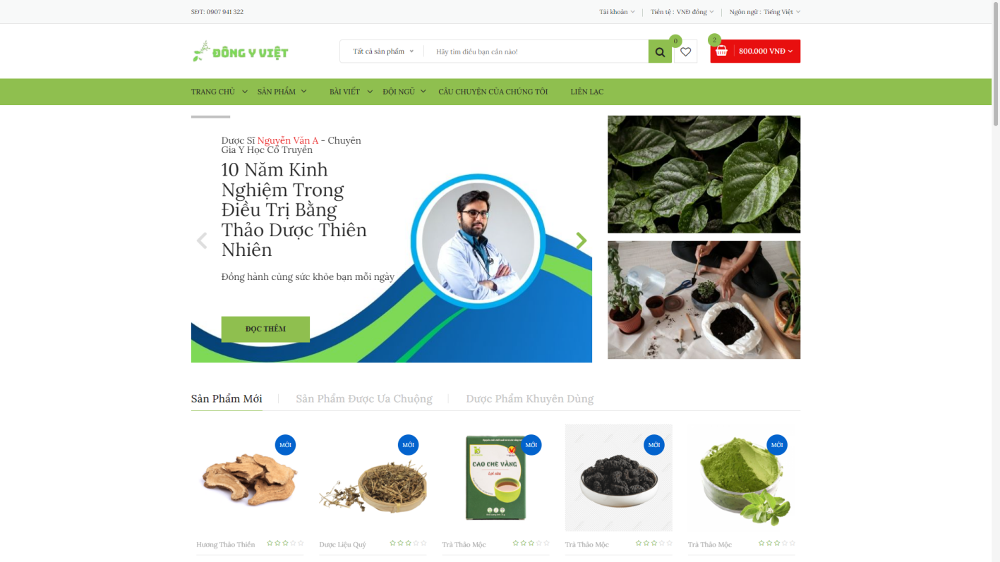 SĐT: 0907 941 322
Tài khoản
Tiền tệ : VNĐ đồng
Ngôn ngữ : Tiếng Việt
ĐÔNG Y VIỆT
Tất cả sản phẩm
Hãy tìm điều bạn cần nào!
0
2
800.000 VNĐ
TRANG CHỦ
SẢN PHẨM
BÀI VIẾT
ĐỘI NGŨ
CÂU CHUYỆN CỦA CHÚNG TÔI
LIÊN LẠC
Dược Sĩ Nguyễn Văn A - Chuyên
Gia Y Học Cổ Truyền
10 Năm Kinh
Nghiệm Trong
Điều Trị Bằng
Thảo Dược Thiên
Nhiên
Đồng hành cùng sức khỏe bạn mỗi ngày
ĐỌC THÊM
Sản Phẩm Mới
Sản Phẩm Được Ưa Chuộng
Dược Phẩm Khuyên Dùng
MỚI
MỚI
MỚI
MỚI
MỚI
CAO CHÈ VẰNG
Lợi sữa
Hương Thảo Thiên
Dược Liệu Quý
Trà Thảo Mộc
Trà Thảo Mộc
Trà Thảo Mộc